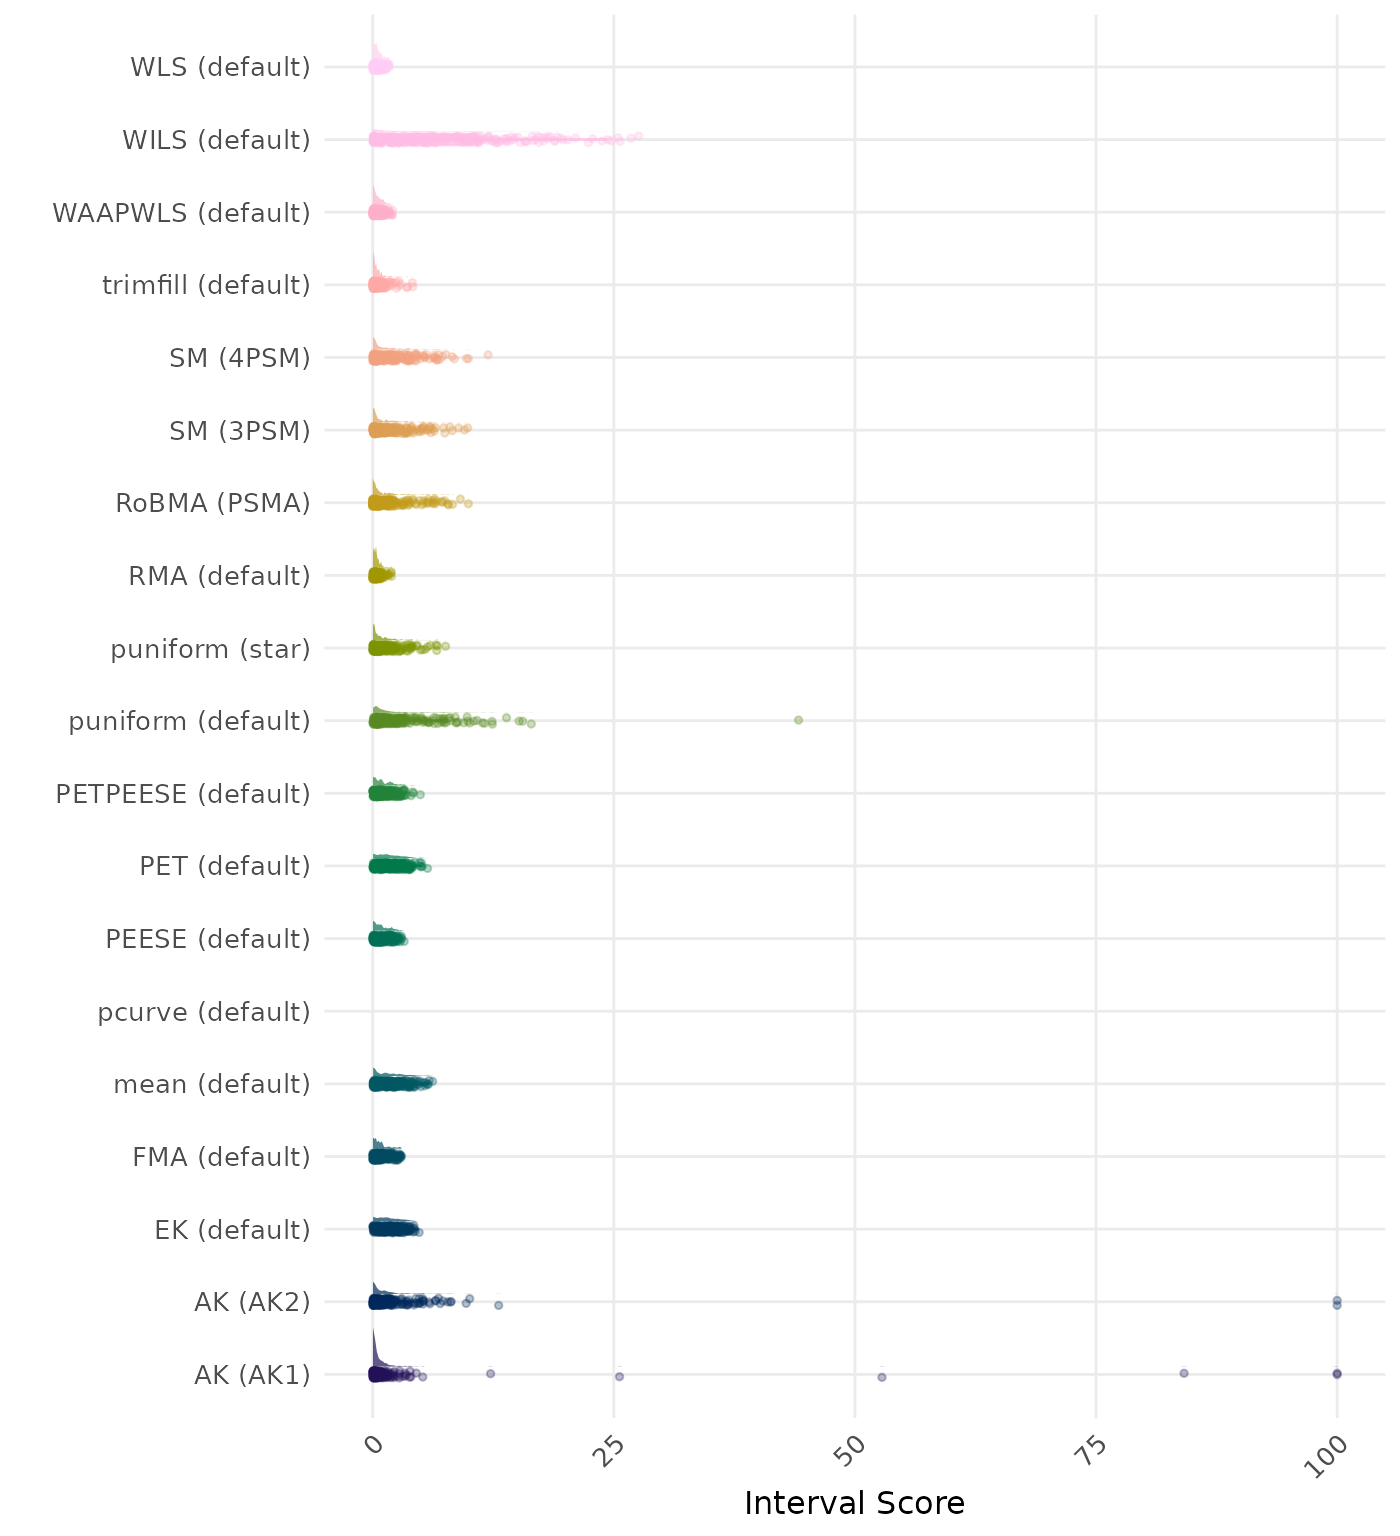 WLS (default)
WILS (default)
WAAPWLS (default)
trimfill (default)
SM (4PSM)
SM (3PSM)
RoBMA (PSMA)
RMA (default)
puniform (star)
puniform (default)
PETPEESE (default)
PET (default)
PEESE (default)
pcurve (default)
mean (default)
FMA (default)
EK (default)
AK (AK2)
AK (AK1)
0
25
50
75
100
Interval Score